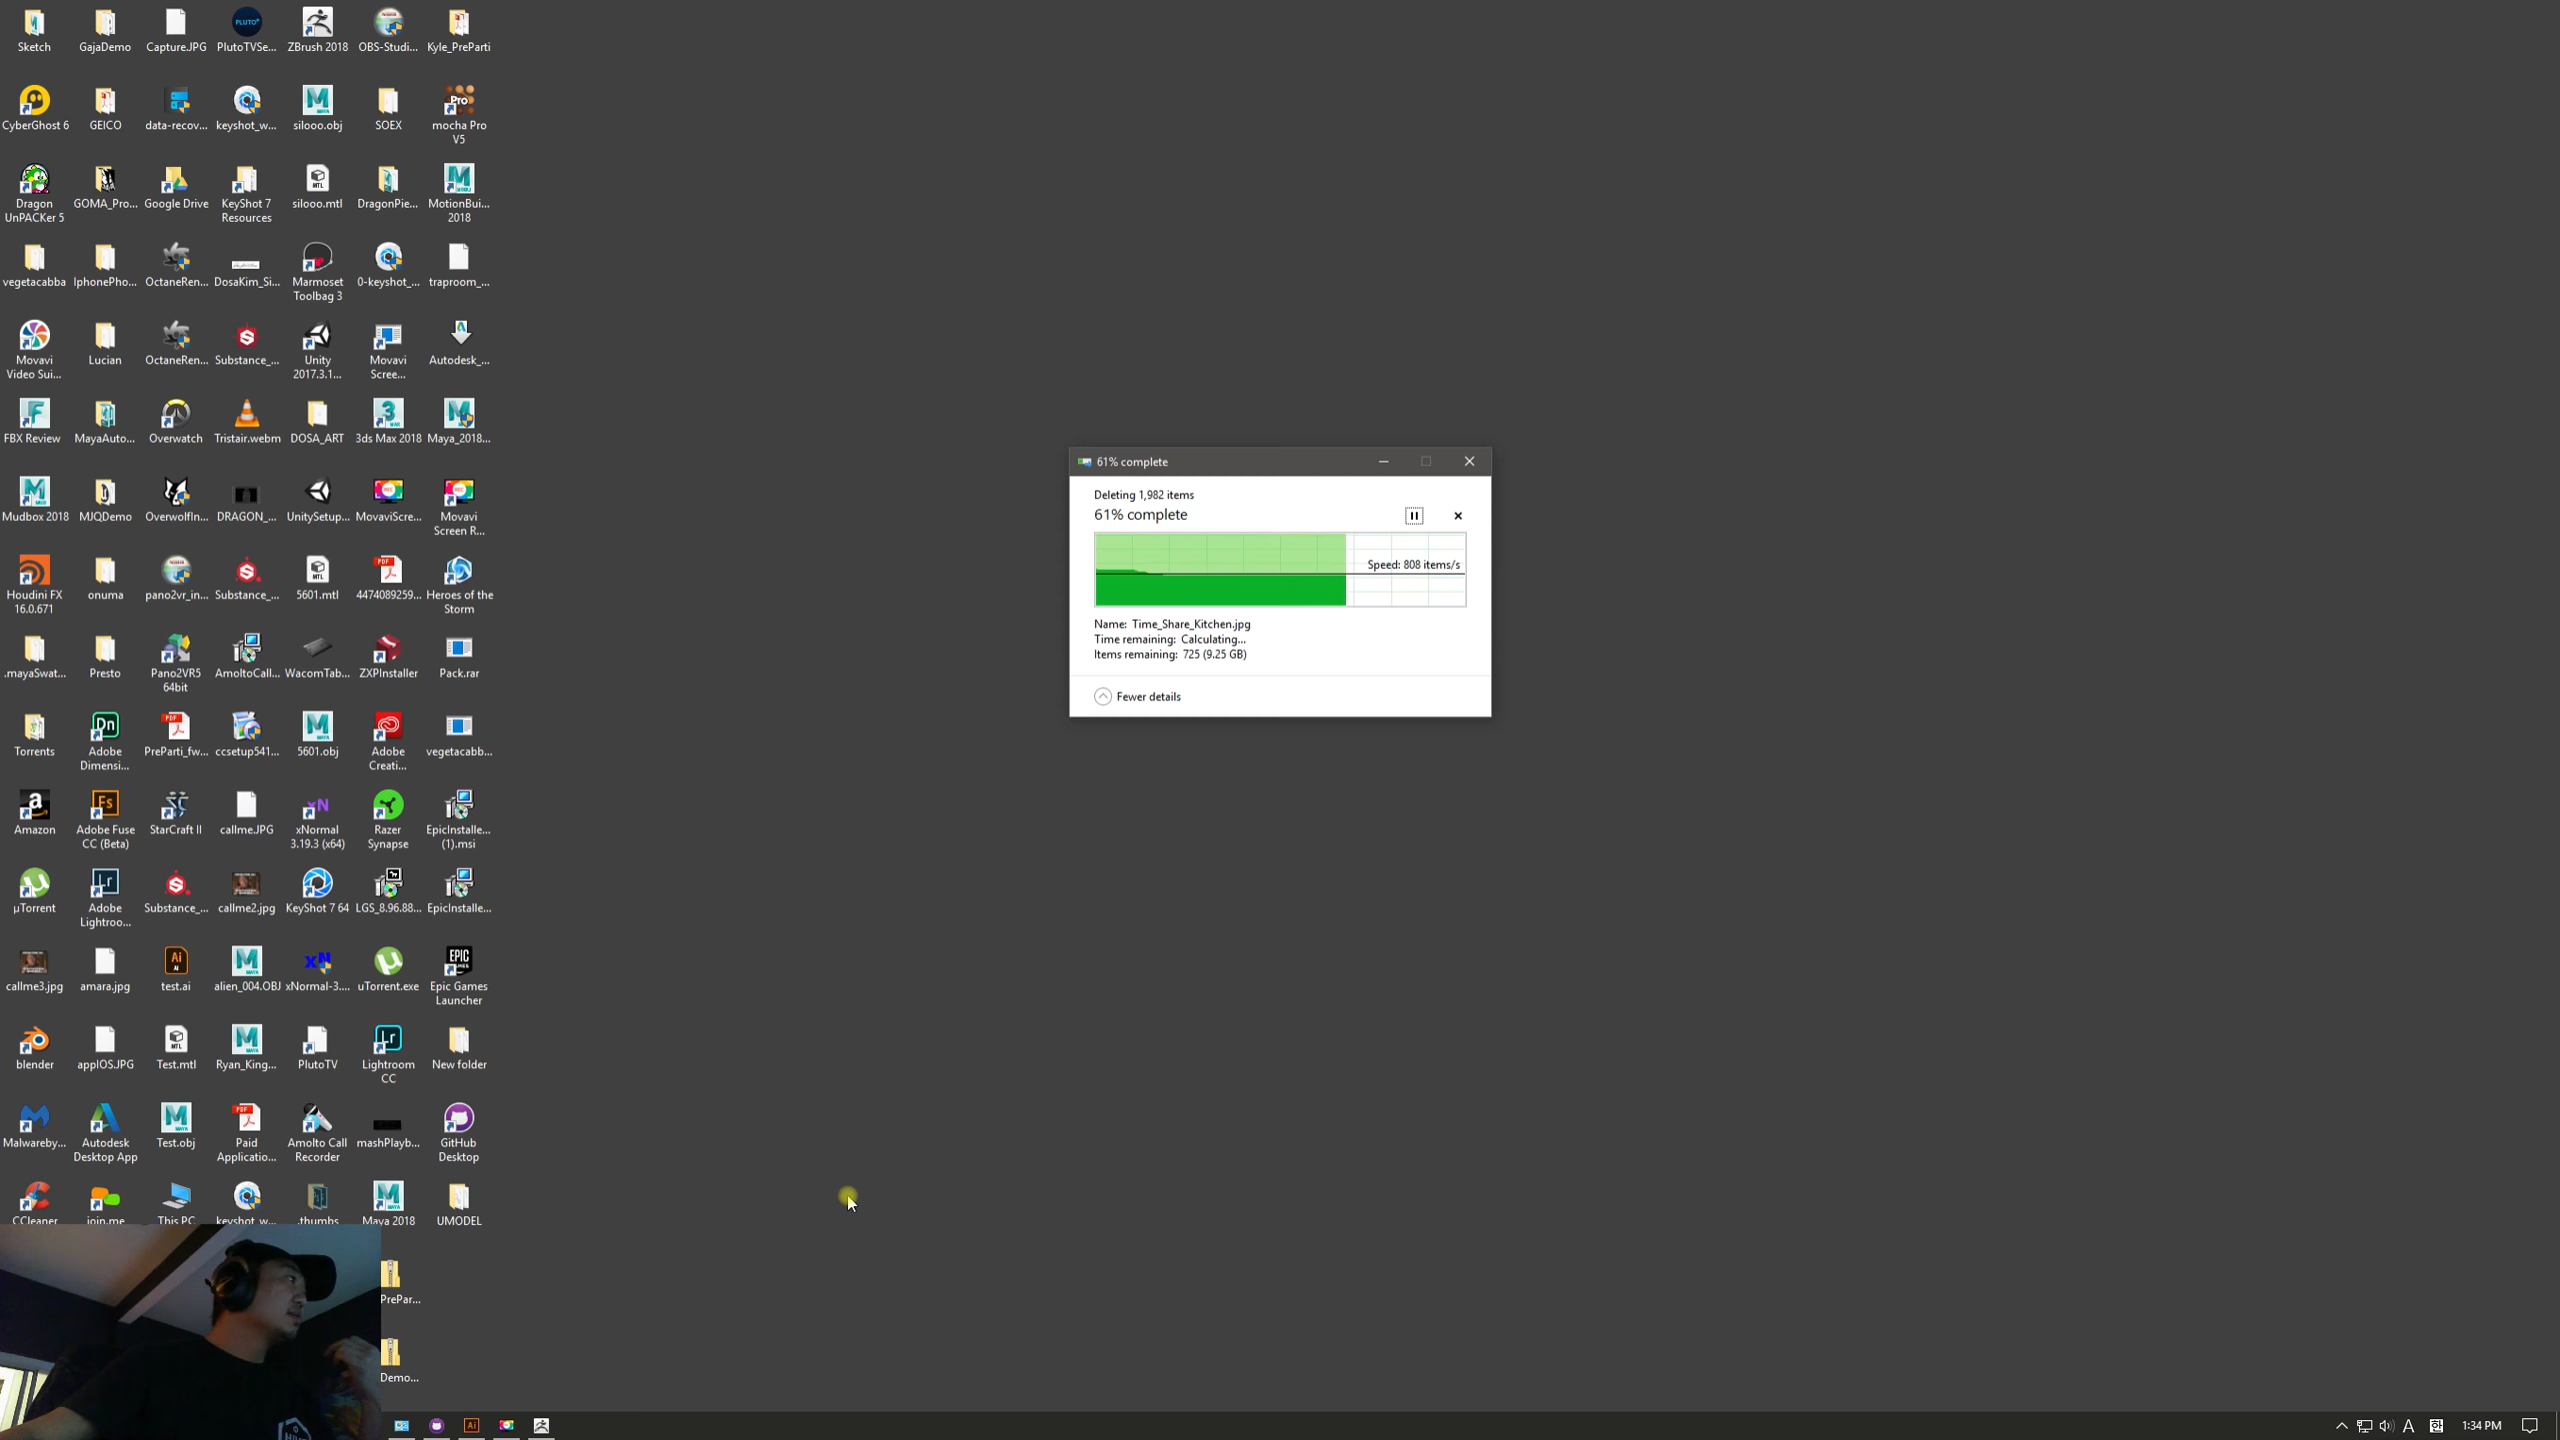 Sketch
GajaDemo
Capture.JPG
PlutoTVSe...
ZBrush 2018
OBS-Studi...
Kyle_PreParti
CyberGhost 6
GEICO
data-recov...
keyshot_w...
silooo.obj
SOEX
mocha Pro
V5
Dragon
UnPACKer 5
GOMA_Pro...
Google Drive
KeyShot 7
Resources
silooo.mtl
DragonPie...
MotionBui...
2018
vegetacabba
IphonePho...
OctaneRen...
DosaKim_Si...
Marmoset
Toolbag 3
0-keyshot_...
traproom_...
Movavi
Video Sui...
Lucian
OctaneRen...
Substance_...
Unity
2017.3.1...
Movavi
Scree...
Autodesk_...
FBX Review
MayaAuto...
Overwatch
Tristair.webm
DOSA_ART
3ds Max 2018
Maya_2018...
Mudbox 2018
MJQDemo
OverwolfIn...
DRAGON_...
UnitySetup...
MovaviScre...
Movavi
Screen R...
Houdini FX
16.0.671
onuma
pano2vr_in...
Substance_...
5601.mtl
4474089259...
Heroes of the
Storm
.mayaSwat...
Presto
Pano2VR5
64bit
AmoltoCall...
WacomTab...
ZXPInstaller
Pack.rar
Torrents
Adobe
Dimensi...
PreParti_fw...
ccsetup541...
5601.obj
Adobe
Creati...
vegetacabb...
Amazon
Adobe Fuse
CC (Beta)
StarCraft II
callme.JPG
xNormal
3.19.3 (x64)
Razer
Synapse
EpicInstalle...
(1).msi
µTorrent
Adobe
Lightroo...
Substance_...
callme2.jpg
KeyShot 7 64
LGS_8.96.88...
EpicInstalle...
callme3.jpg
amara.jpg
test.ai
alien_004.OBJ
xNormal-3....
uTorrent.exe
Epic Games
Launcher
blender
appIOS.JPG
Test.mtl
Ryan_King...
PlutoTV
Lightroom
CC
New folder
Malwareby...
Autodesk
Desktop App
Test.obj
Paid
Applicatio...
Amolto Call
Recorder
mashPlayb...
GitHub
Desktop
CCleaner
join.me
This PC
keyshot_w...
.thumbs
Maya 2018
UMODEL
PrePar...
Demo...
61% complete
Deleting 1,982 items
61% complete
Speed: 808 items/s
Name: Time_Share_Kitchen.jpg
Time remaining: Calculating...
Items remaining: 725 (9.25 GB)
Fewer details
A
1:34 PM